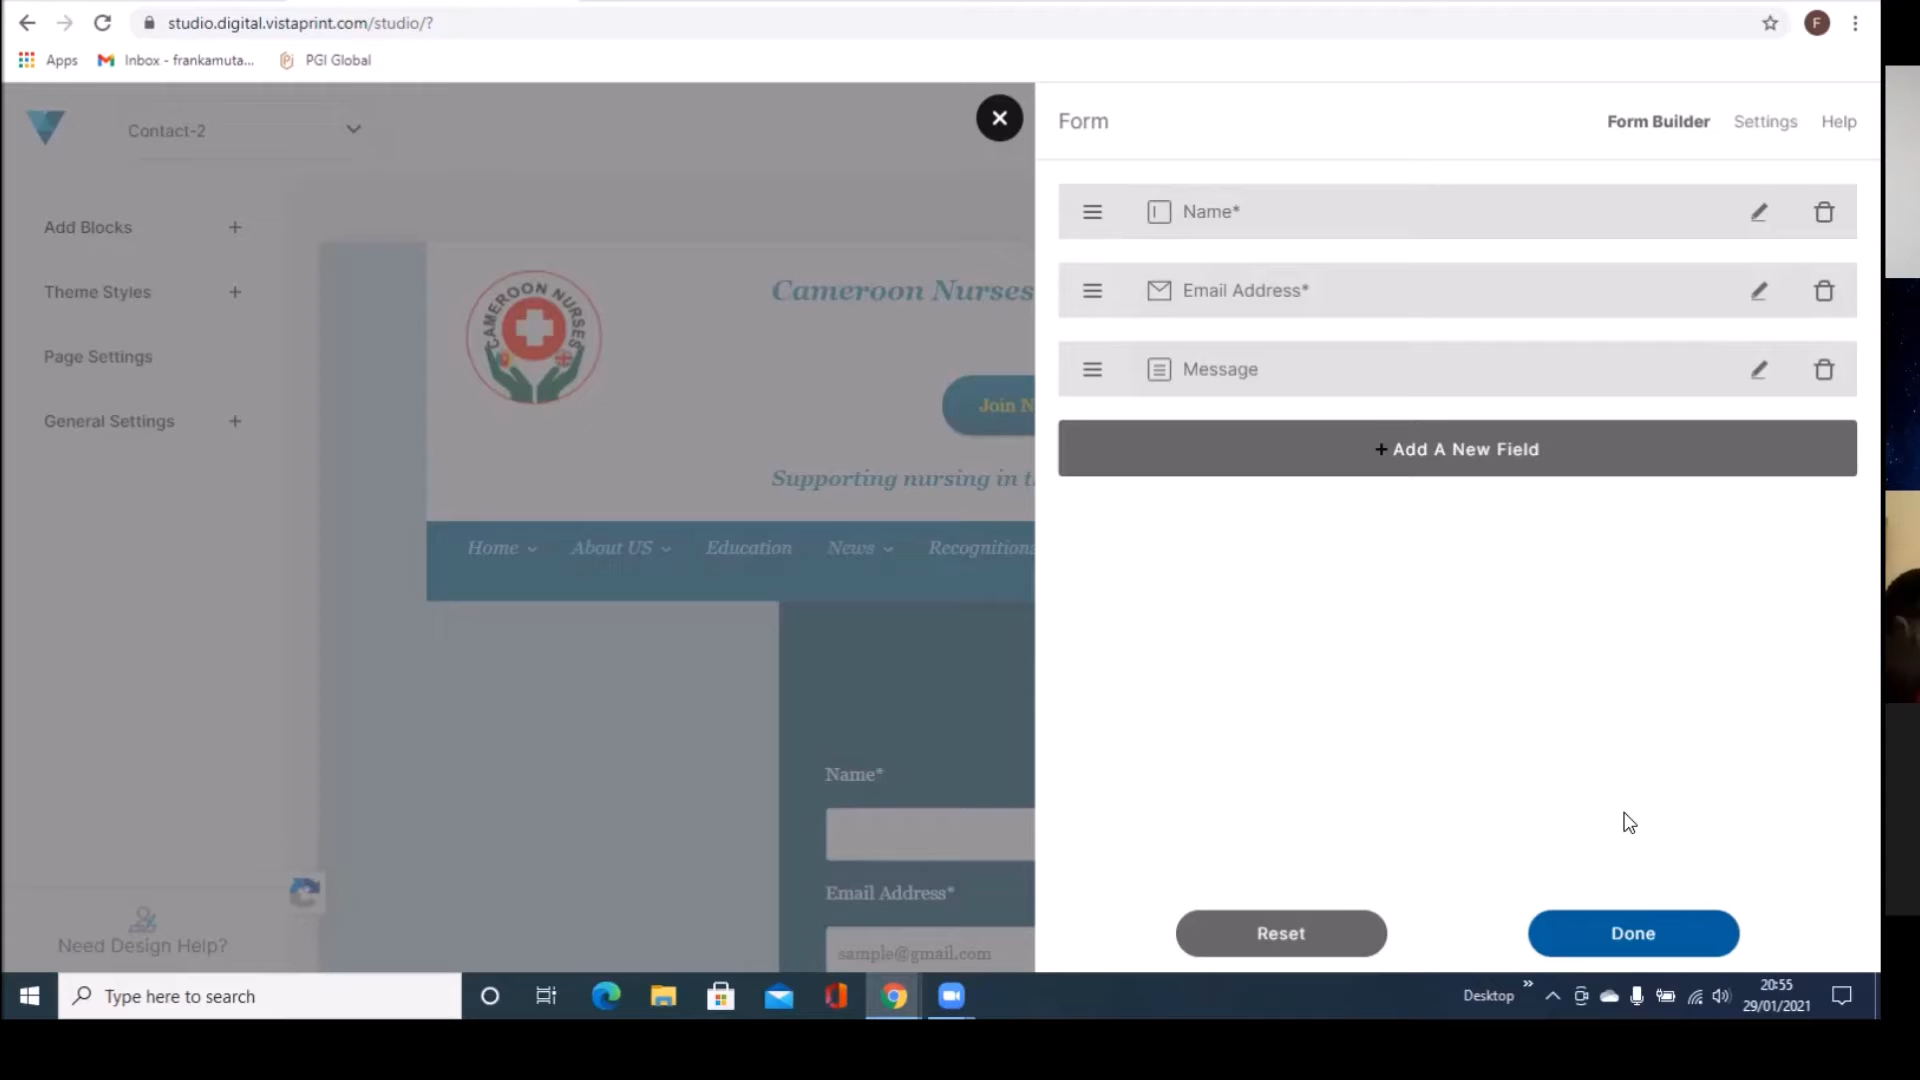 studio.digital.vistaprint.com/studio/?
F
Apps
Inbox - frankamuta...
PGI Global
Contact-2
Form
Form Builder
Settings
Help
Add Blocks
Theme Styles
Page Settings
General Settings
CAMEROON NURSES
Cameroon Nurses
Join N
Supporting nursing in t
Home
About US
Education
News
Recognitions
Name*
Email Address*
sample@gmail.com
Name*
Email Address*
Message
+ Add A New Field
Reset
Done
Need Design Help?
Type here to search
Desktop
20:55
29/01/2021